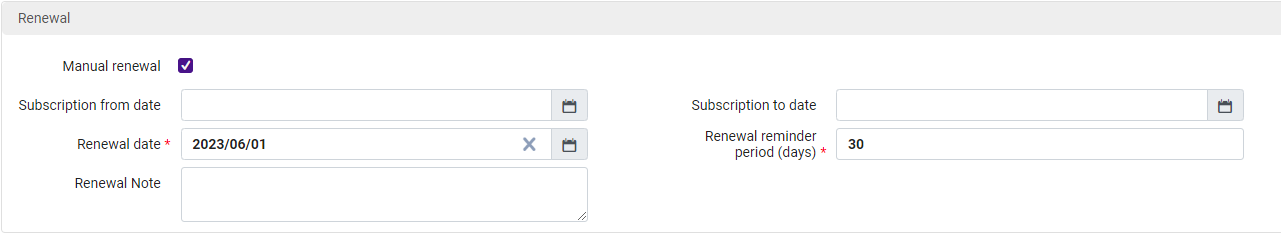 Renewal
Manual renewal
Subscription from date
Subscription to date
Renewal date *
2023/06/01
Renewal reminder
period (days) *
30
Renewal Note